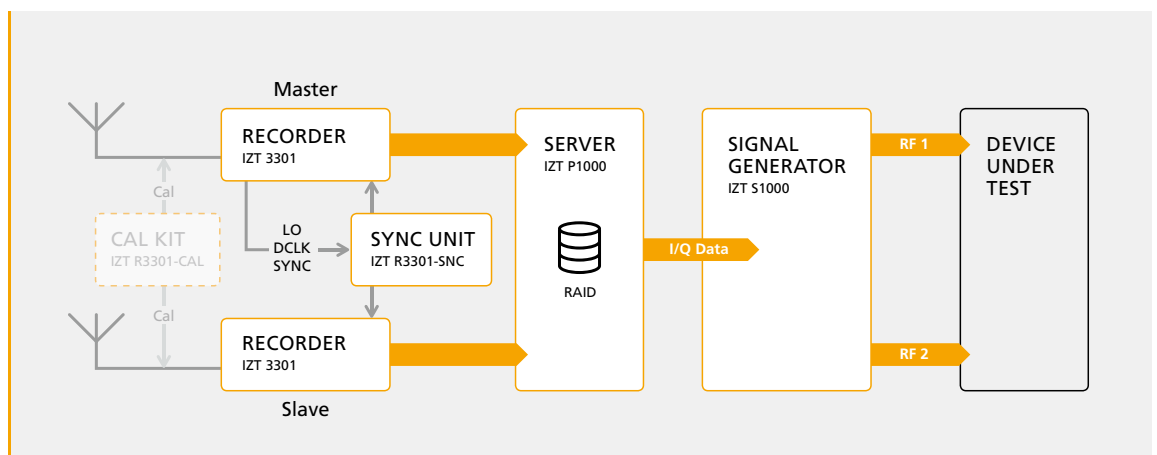 Master
RECORDER
IZT 3301
SERVER
IZT P1000
SIGNAL
GENERATOR
IZT S1000
RF 1
DEVICE
UNDER
TEST
Cal
CAL KIT
IZT R3301-CAL
LO
DCLK
SYNC
SYNC UNIT
IZT R3301-SNC
I/Q Data
RAID
Cal
RECORDER
IZT 3301
RF 2
Slave